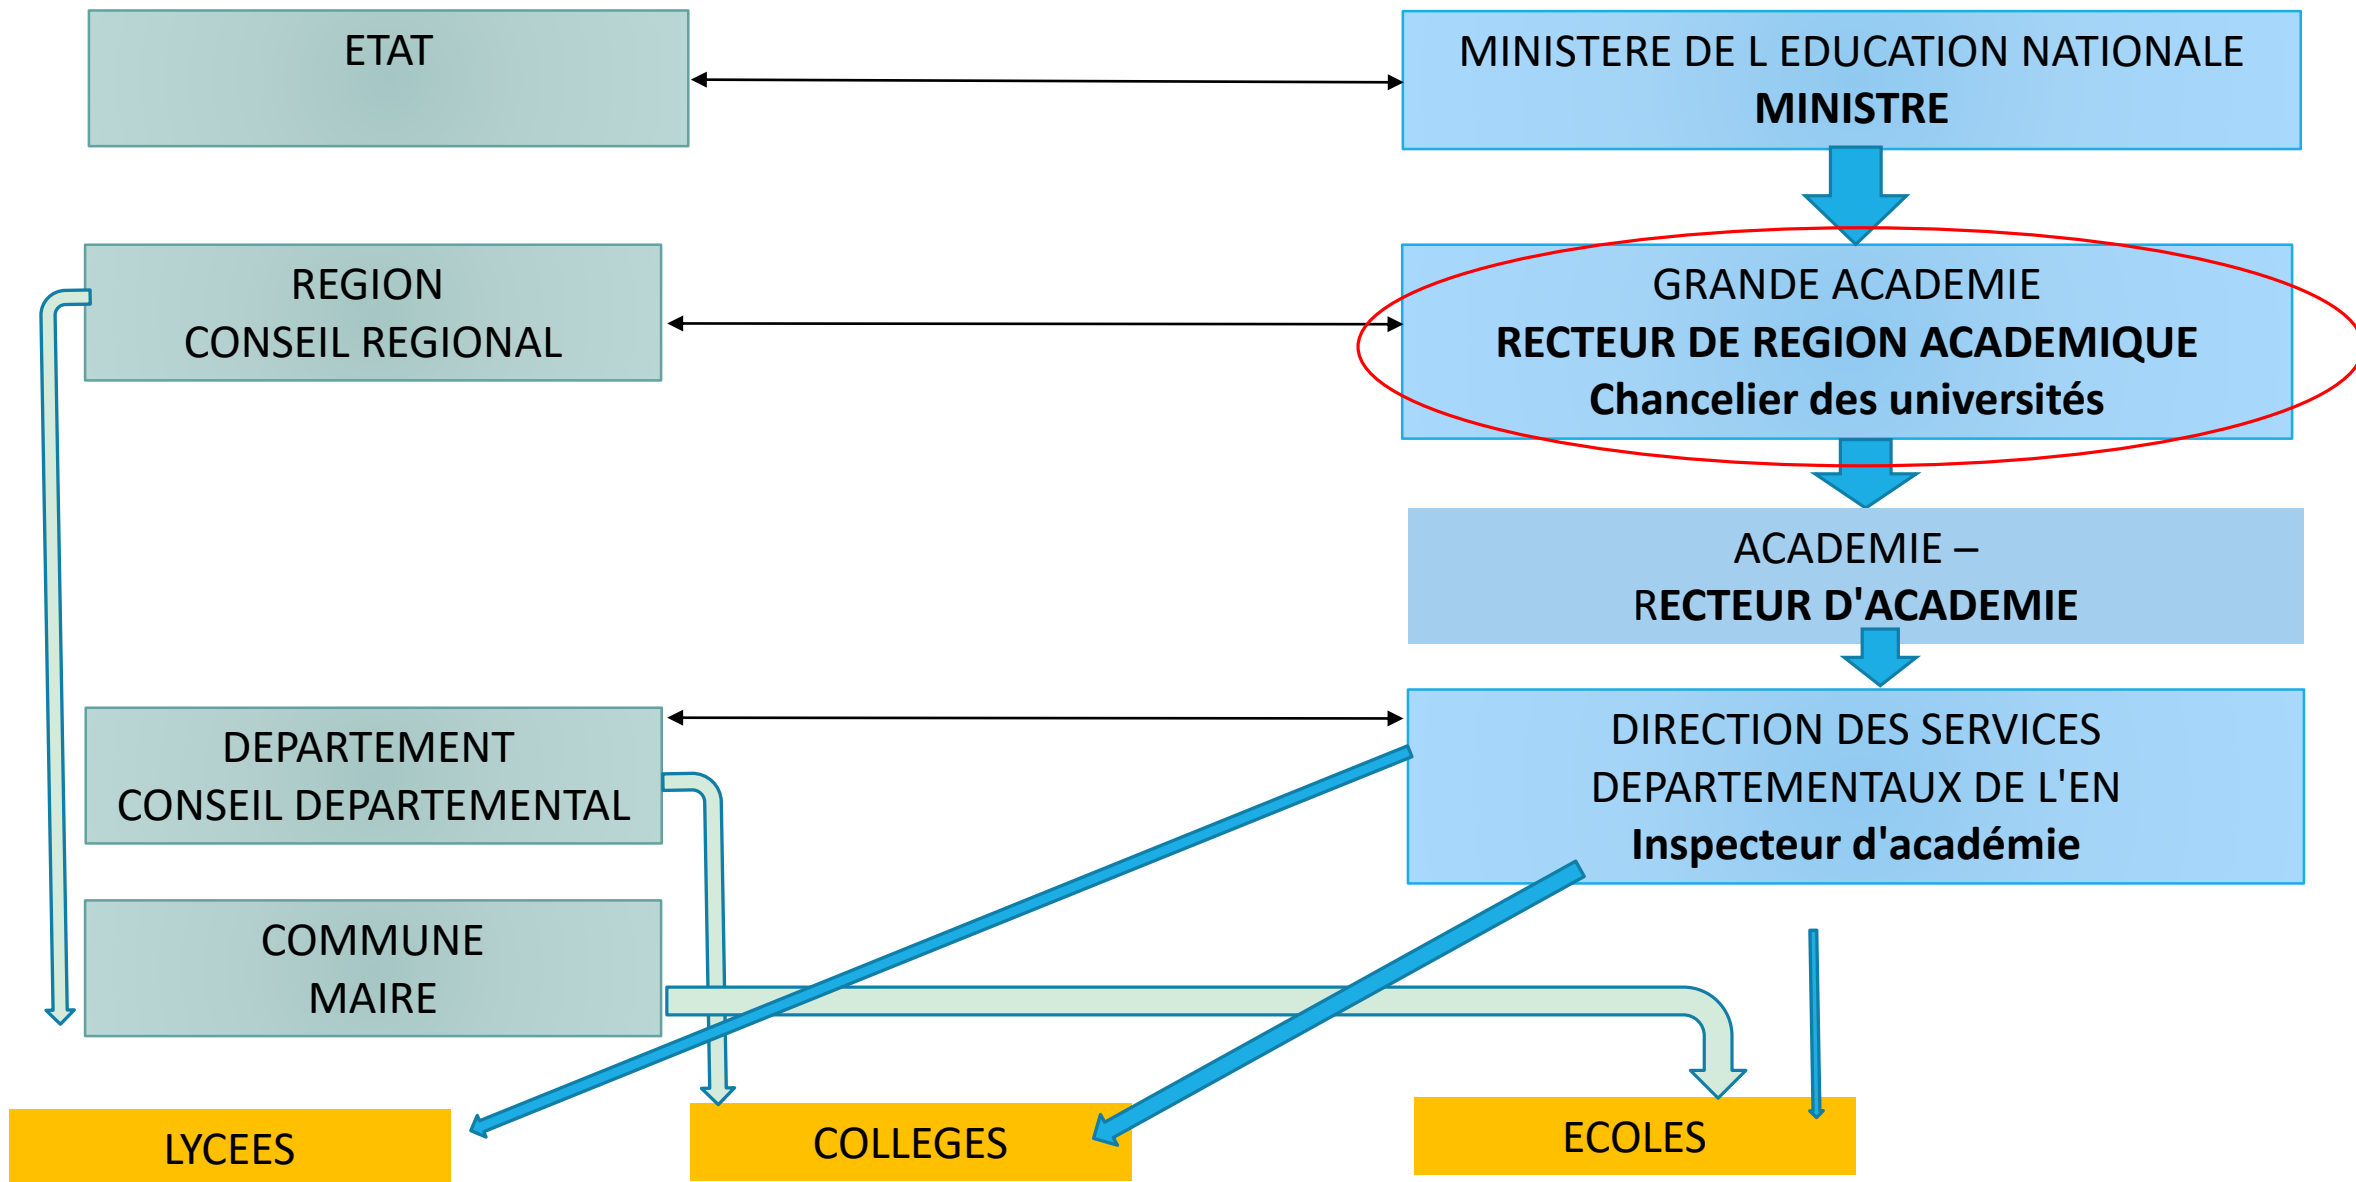 ETAT
MINISTERE DE L EDUCATION NATIONALE
MINISTRE
REGION
CONSEIL REGIONAL
GRANDE ACADEMIE
RECTEUR DE REGION ACADEMIQUE
Chancelier des universités
ACADEMIE –
RECTEUR D'ACADEMIE
DEPARTEMENT
CONSEIL DEPARTEMENTAL
DIRECTION DES SERVICES
DEPARTEMENTAUX DE L'EN
Inspecteur d'académie
COMMUNE
MAIRE
LYCEES
COLLEGES
ECOLES